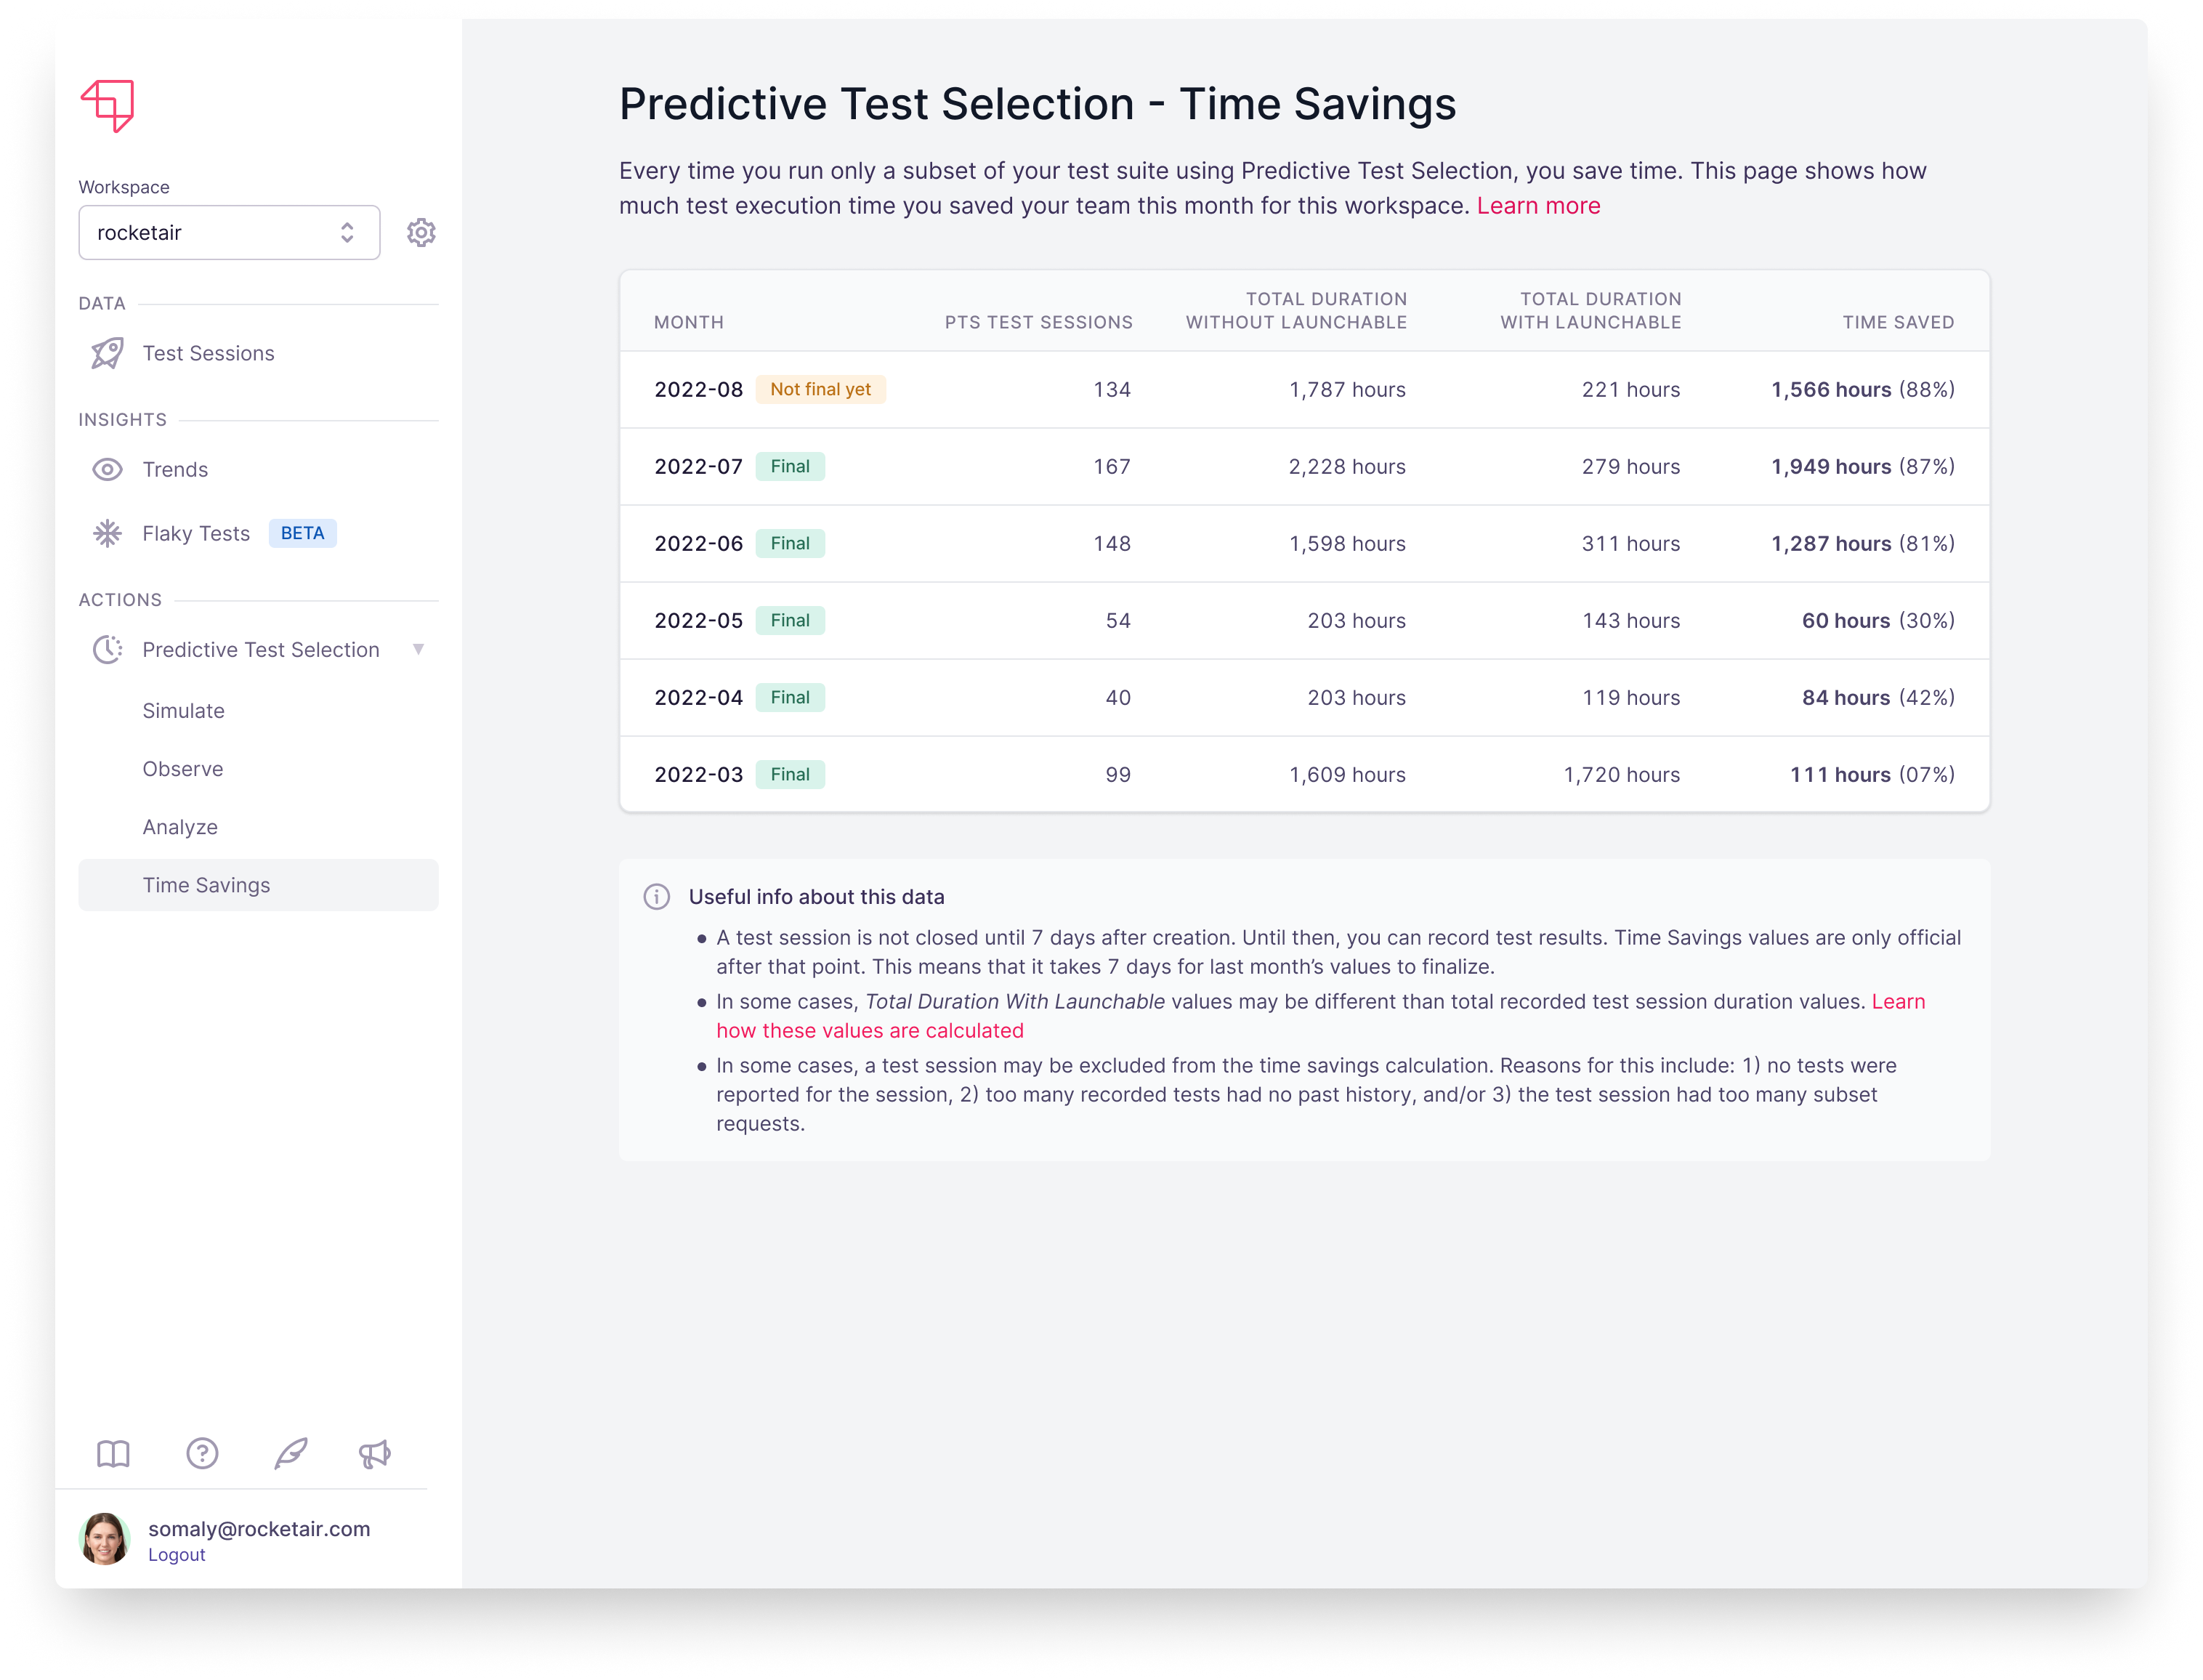 Workspace
rocketair
DATA
Test Sessions
INSIGHTS
Trends
Flaky Tests BETA
ACTIONS
Predictive Test Selection
Simulate
Observe
Analyze
Time Savings
somaly@rocketair.com
Logout
Predictive Test Selection - Time Savings
Every time you run only a subset of your test suite using Predictive Test Selection, you save time. This page shows how
much test execution time you saved your team this month for this workspace. Learn more
MONTH PTS TEST SESSIONS TOTAL DURATION WITHOUT LAUNCHABLE TOTAL DURATION WITH LAUNCHABLE TIME SAVED
2022-08 Not final yet 134 1,787 hours 221 hours 1,566 hours (88%)
2022-07 Final 167 2,228 hours 279 hours 1,949 hours (87%)
2022-06 Final 148 1,598 hours 311 hours 1,287 hours (81%)
2022-05 Final 54 203 hours 143 hours 60 hours (30%)
2022-04 Final 40 203 hours 119 hours 84 hours (42%)
2022-03 Final 99 1,609 hours 1,720 hours 111 hours (07%)
Useful info about this data
• A test session is not closed until 7 days after creation. Until then, you can record test results. Time Savings values are only official
after that point. This means that it takes 7 days for last month’s values to finalize.
• In some cases, Total Duration With Launchable values may be different than total recorded test session duration values. Learn
how these values are calculated
• In some cases, a test session may be excluded from the time savings calculation. Reasons for this include: 1) no tests were
reported for the session, 2) too many recorded tests had no past history, and/or 3) the test session had too many subset
requests.